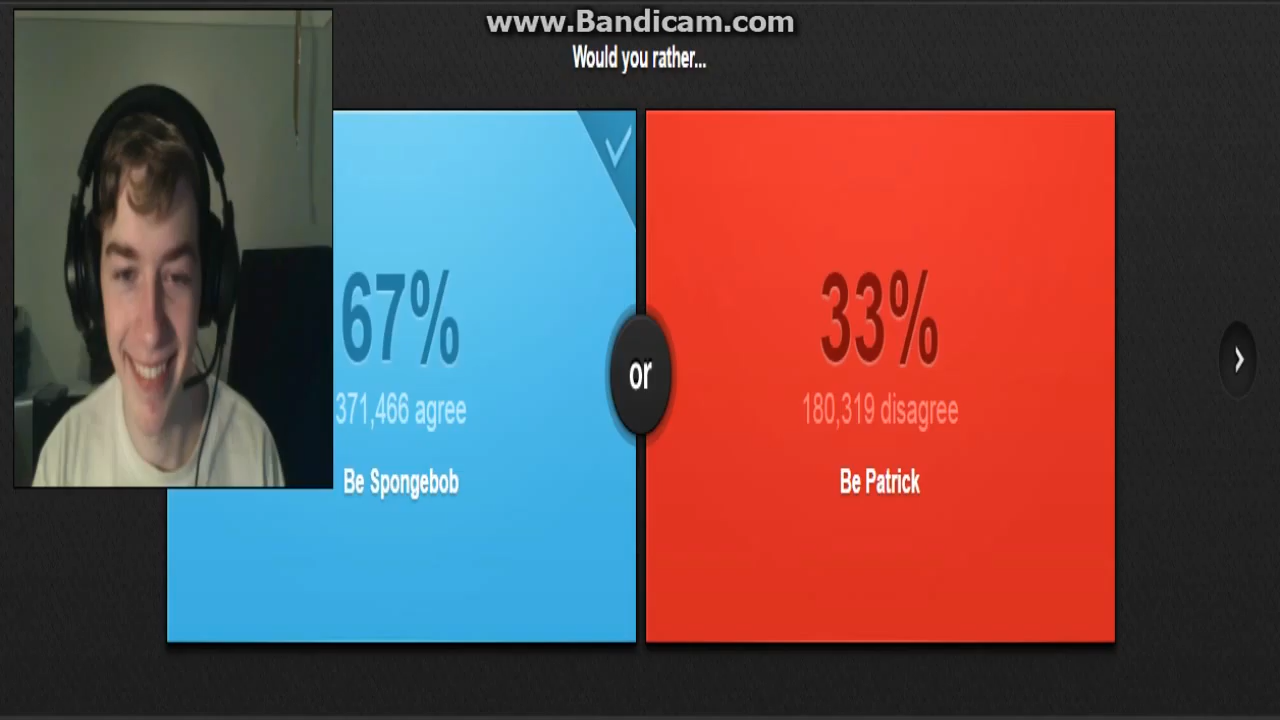 www.Bandicam.com
Would you rather...
67%
371,466 agree
Be Spongebob
or
33%
180,319 disagree
Be Patrick